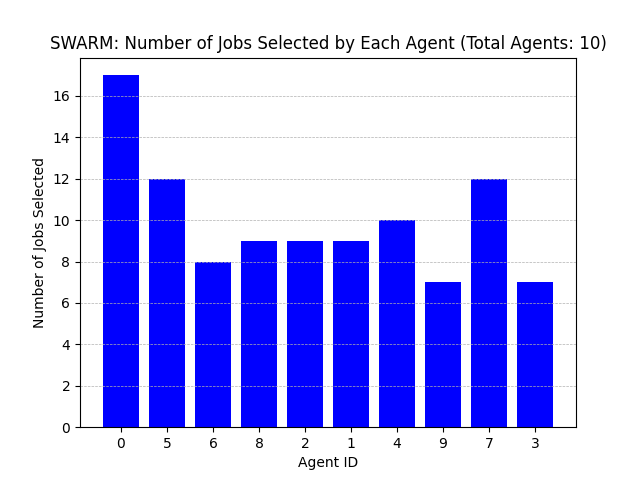 SWARM: Number of Jobs Selected by Each Agent (Total Agents: 10)
16
14
12
10
8
6
4
2
0
Number of Jobs Selected
0 5 6 8 2 1 4 9 7 3
Agent ID